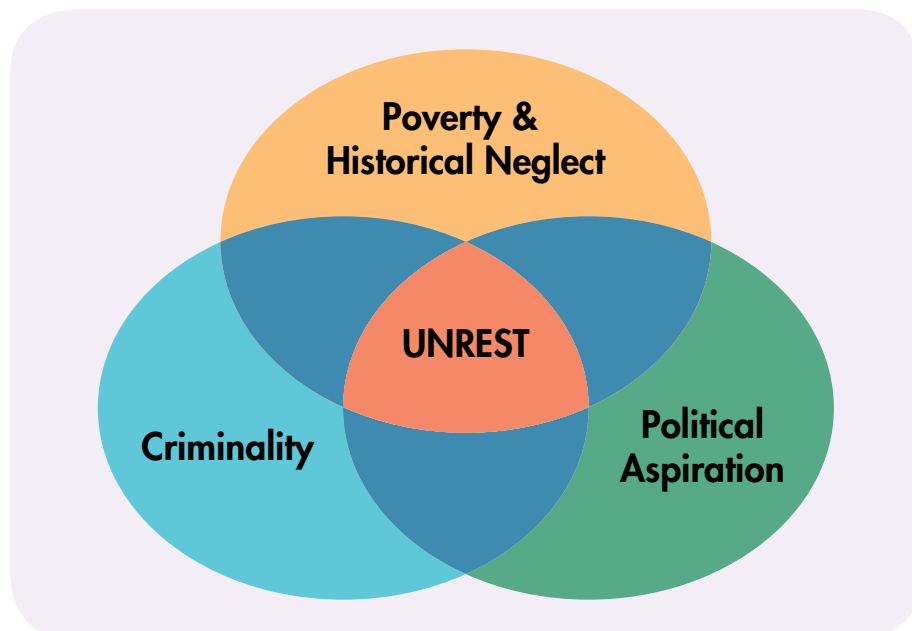 Poverty &
Historical Neglect
UNREST
Criminality
Political
Aspiration